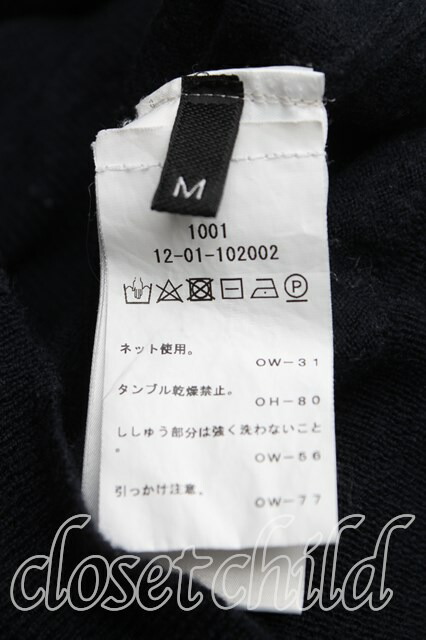 M
1001
12-01-102002
P
ネット使用。
OW-31
タンブル乾燥禁止。
OH-80
ししゅう部分は強く洗わないこと
。
OW-56
引っかけ注意。
OW-77
closetchild